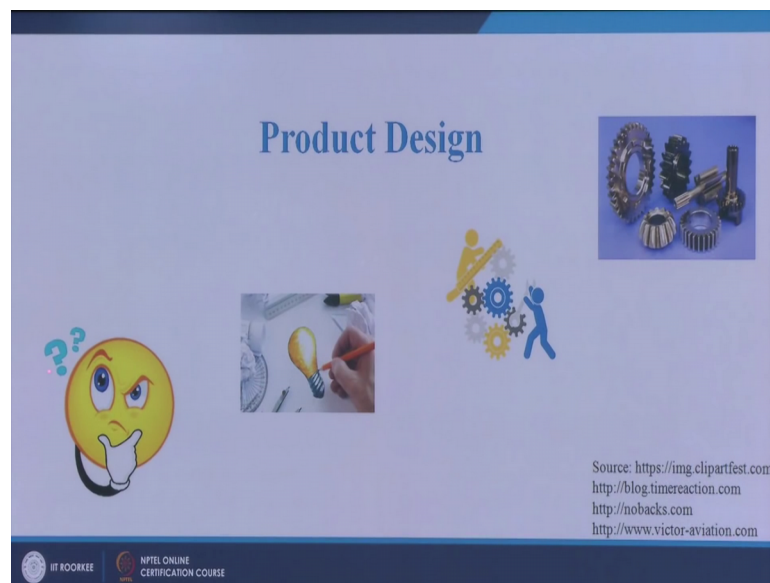 Product Design
??
Source: https://img.clipartfest.com
http://blog.timereaction.com
http://nobacks.com
http://www.victor-aviation.com
IIT ROORKEE
NPTEL ONLINE
CERTIFICATION COURSE